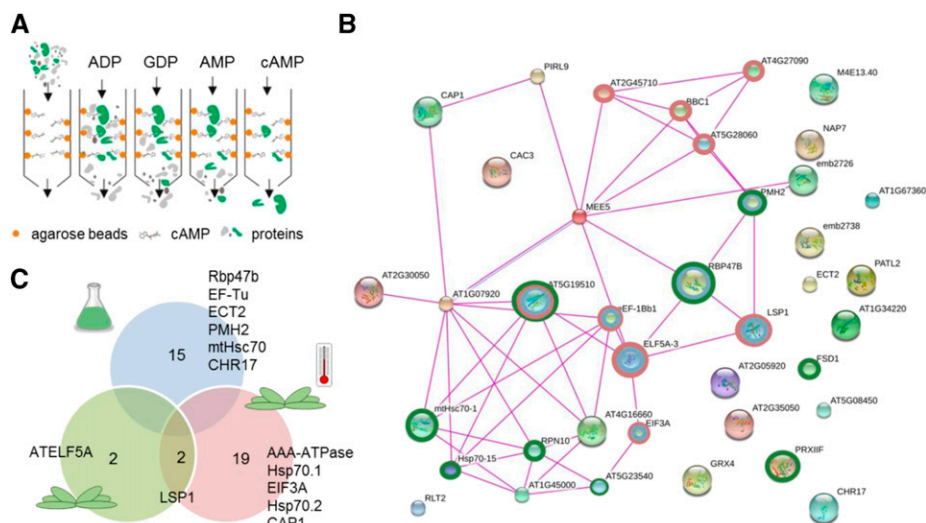 A
ADP GDP AMP cAMP
agarose beads cAMP proteins
B
PIRL9
AT4G27090
CAP1
AT2G45710
M4E13.40
BBC1
AT5G28060
NAP7
CAC3
emb2726
PMH2
AT1G67360
MEE5
emb2738
RBP47B
ECT2
PATL2
AT2G30050
AT1G07920
AT5G19510
eEF-1Bb1
LSP1
AT1G34220
ELF5A-3
FSD1
AT2G05920
mtHsc70-1
AT4G16660
EIF3A
AT5G08450
AT2G35050
RPN10
Hsp70-15
AT5G23540
GRX4
PRXIIF
AT1G45000
RLT2
CHR17
C
Rbp47b
EF-Tu
ECT2
PMH2
mtHsc70
CHR17
15
ATELF5A
2
2
19
LSP1
AAA-ATPase
Hsp70.1
EIF3A
Hsp70.2
CAP1